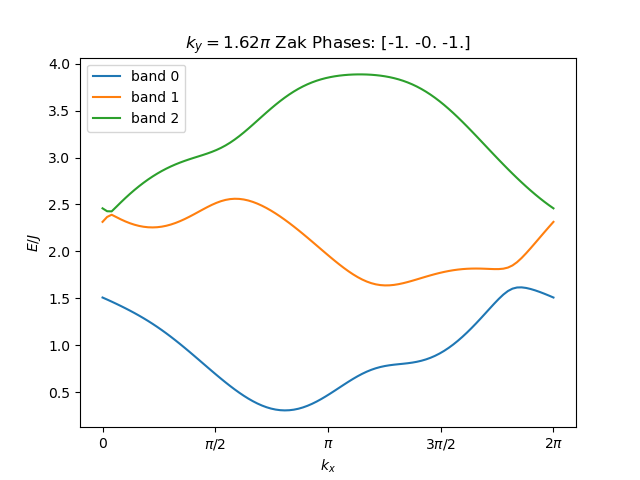 k_y = 1.62π Zak Phases: [-1. -0. -1.]
band 0
band 1
band 2
4.0
3.5
3.0
2.5
2.0
1.5
1.0
0.5
E/J
0 π/2 π 3π/2 2π
k_x